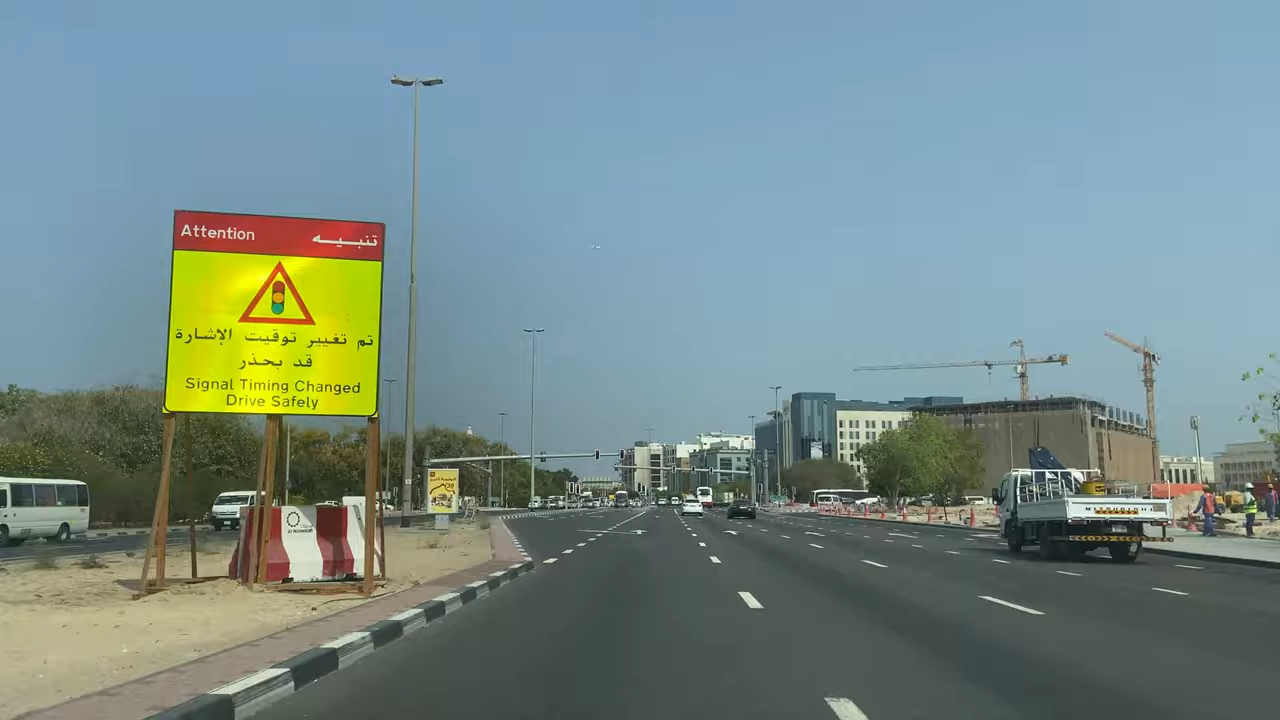 Attention تنبيه
تم تغيير توقيت الإشارة
قد بحذر
Signal Timing Changed
Drive Safely